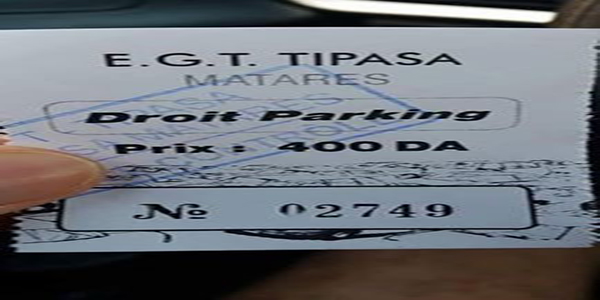 E.G.T. TIPASA
MATARES
Droit Parking
Prix : 400 DA
№ 02749